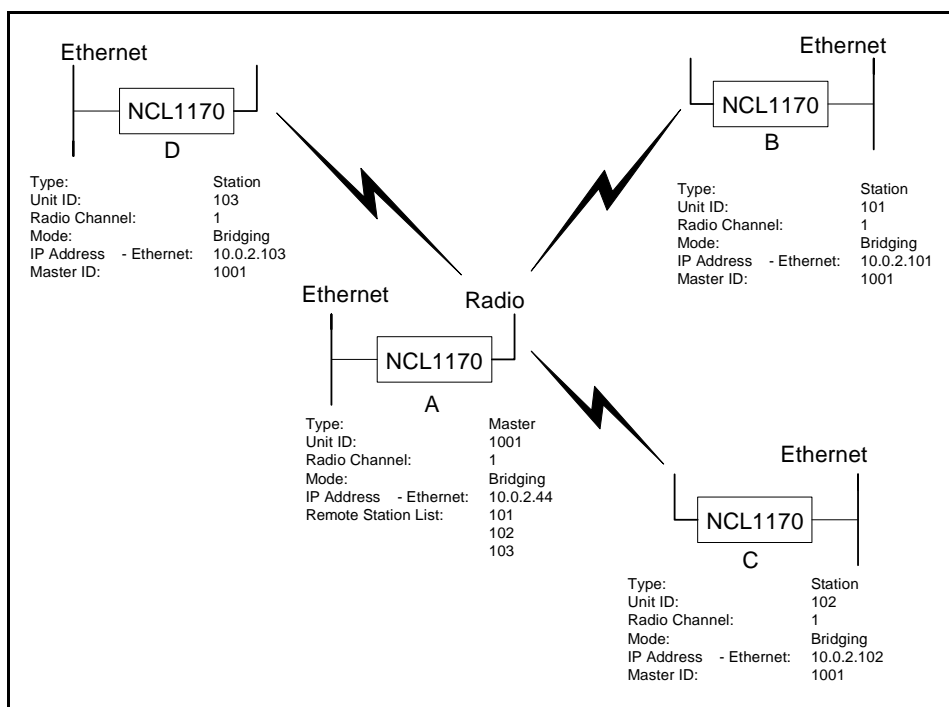 Ethernet
NCL1170
D
Type: Station
Unit ID: 103
Radio Channel: 1
Mode: Bridging
IP Address - Ethernet: 10.0.2.103
Master ID: 1001
Ethernet
NCL1170
B
Type: Station
Unit ID: 101
Radio Channel: 1
Mode: Bridging
IP Address - Ethernet: 10.0.2.101
Master ID: 1001
Ethernet
Radio
NCL1170
A
Type: Master
Unit ID: 1001
Radio Channel: 1
Mode: Bridging
IP Address - Ethernet: 10.0.2.44
Remote Station List: 101
102
103
Ethernet
NCL1170
C
Type: Station
Unit ID: 102
Radio Channel: 1
Mode: Bridging
IP Address - Ethernet: 10.0.2.102
Master ID: 1001